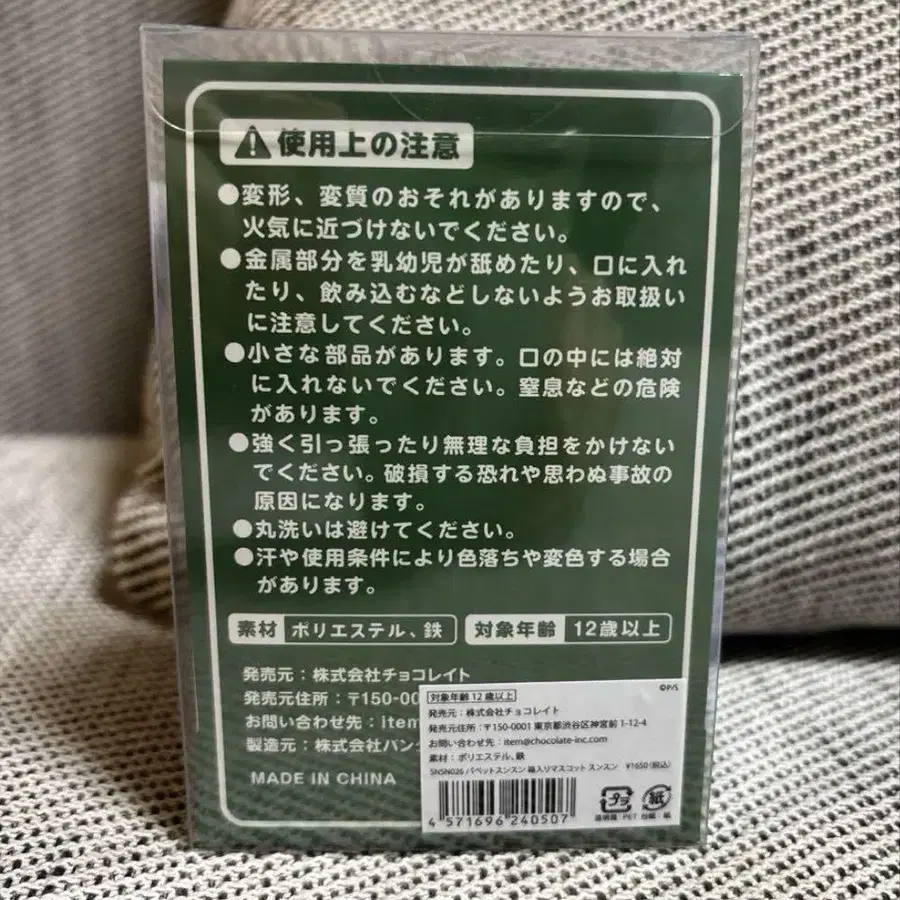 使用上の注意
●変形、変質のおそれがありますので、
火気に近づけないでください。
●金属部分を乳幼児が舐めたり、口に入れ
たり、飲み込むなどしないようお取扱い
に注意してください。
●小さな部品があります。口の中には絶対
に入れないでください。窒息などの危険
があります。
●強く引っ張ったり無理な負担をかけない
でください。破損する恐れや思わぬ事故の
原因になります。
●丸洗いは避けてください。
●汗や使用条件により色落ちや変色する場合
があります。
素材 ポリエステル、鉄 対象年齢 12歳以上
発売元：株式会社チョコレイト
発売元住所：〒150-00
お問い合わせ先：item
製造元：株式会社バン
MADE IN CHINA
©P/S
対象年齢12歳以上
発売元：株式会社チョコレイト
発売元住所：〒150-0001 東京都渋谷区神宮前 1-12-4
お問い合わせ先：item@chocolate-inc.com
素材：ポリエステル、鉄
SNSN026 パペットスンスン 箱入りマスコット スンスン ¥1650(税込)
4 571696 240507
プラ 紙
透明蓋：PET 台紙：紙